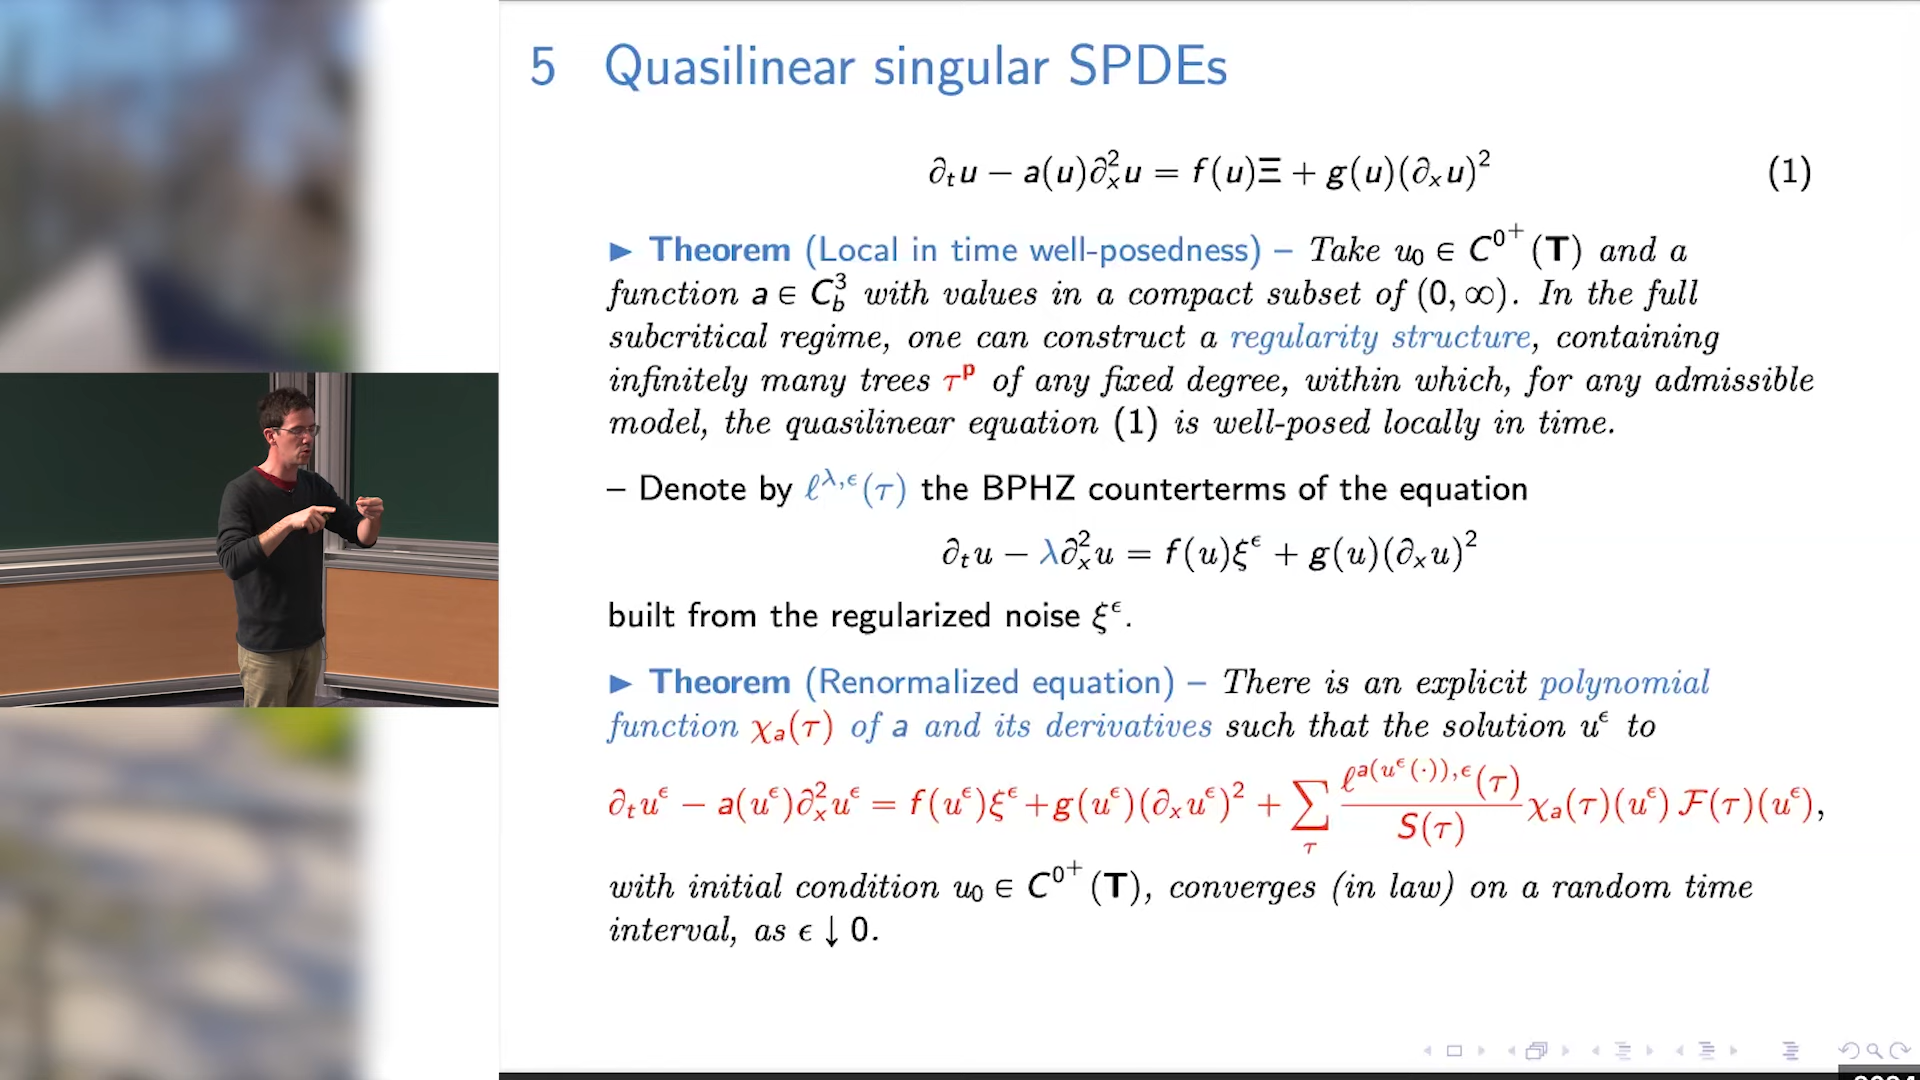 5 Quasilinear singular SPDEs
∂ₜu − a(u)∂ₓ²u = f(u)Ξ + g(u)(∂ₓu)² (1)
▶ Theorem (Local in time well-posedness) – Take u₀ ∈ C^{0⁺}(T) and a
function a ∈ C_b³ with values in a compact subset of (0, ∞). In the full
subcritical regime, one can construct a regularity structure, containing
infinitely many trees τ^p of any fixed degree, within which, for any admissible
model, the quasilinear equation (1) is well-posed locally in time.
– Denote by ℓ^{λ,ϵ}(τ) the BPHZ counterterms of the equation
∂ₜu − λ∂ₓ²u = f(u)ξ^ϵ + g(u)(∂ₓu)²
built from the regularized noise ξ^ϵ.
▶ Theorem (Renormalized equation) – There is an explicit polynomial
function χₐ(τ) of a and its derivatives such that the solution u^ϵ to
∂ₜu^ϵ − a(u^ϵ)∂ₓ²u^ϵ = f(u^ϵ)ξ^ϵ + g(u^ϵ)(∂ₓu^ϵ)² + ∑_τ ℓ^{a(u^ϵ(·)),ϵ}(τ) / S(τ) χₐ(τ)(u^ϵ) F(τ)(u^ϵ),
with initial condition u₀ ∈ C^{0⁺}(T), converges (in law) on a random time
interval, as ϵ ↓ 0.